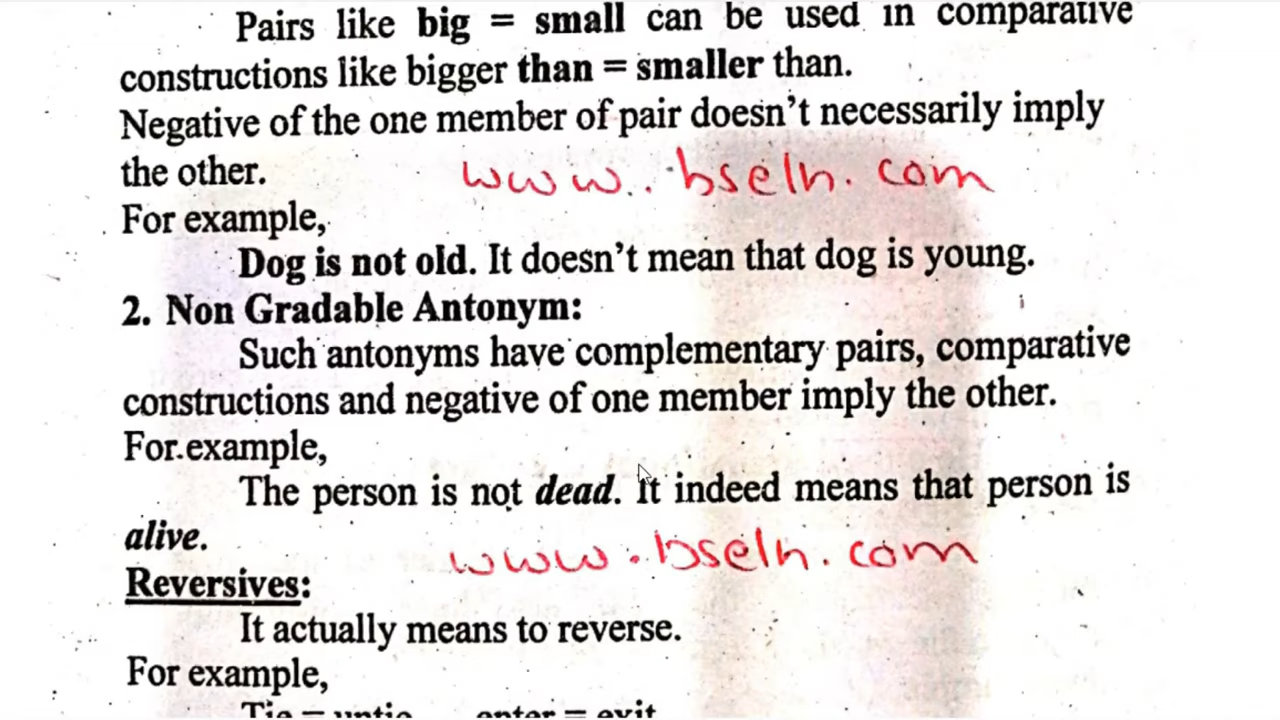 Pairs like big = small can be used in comparative
constructions like bigger than = smaller than.
Negative of the one member of pair doesn't necessarily imply
the other.
www.bseln.com
For example,
Dog is not old. It doesn't mean that dog is young.
2. Non Gradable Antonym:
Such antonyms have complementary pairs, comparative
constructions and negative of one member imply the other.
For example,
The person is not dead. It indeed means that person is
alive.
www.bseln.com
Reversives:
It actually means to reverse.
For example,
Tie = untie enter = exit